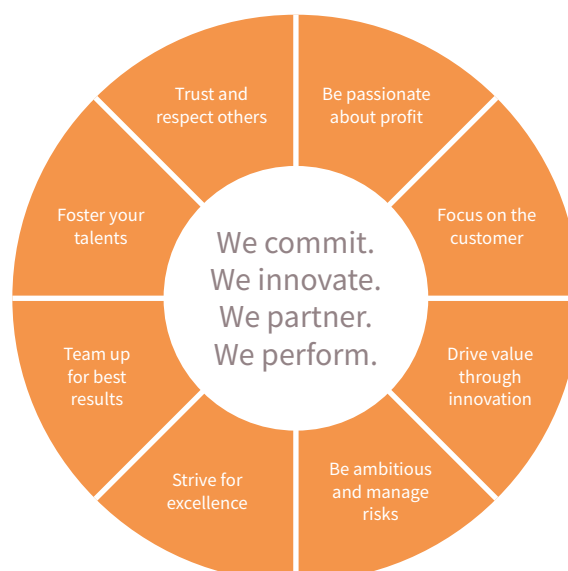 Trust and
respect others
Be passionate
about profit
Foster your
talents
Focus on the
customer
We commit.
We innovate.
We partner.
We perform.
Team up
for best
results
Drive value
through
innovation
Strive for
excellence
Be ambitious
and manage
risks